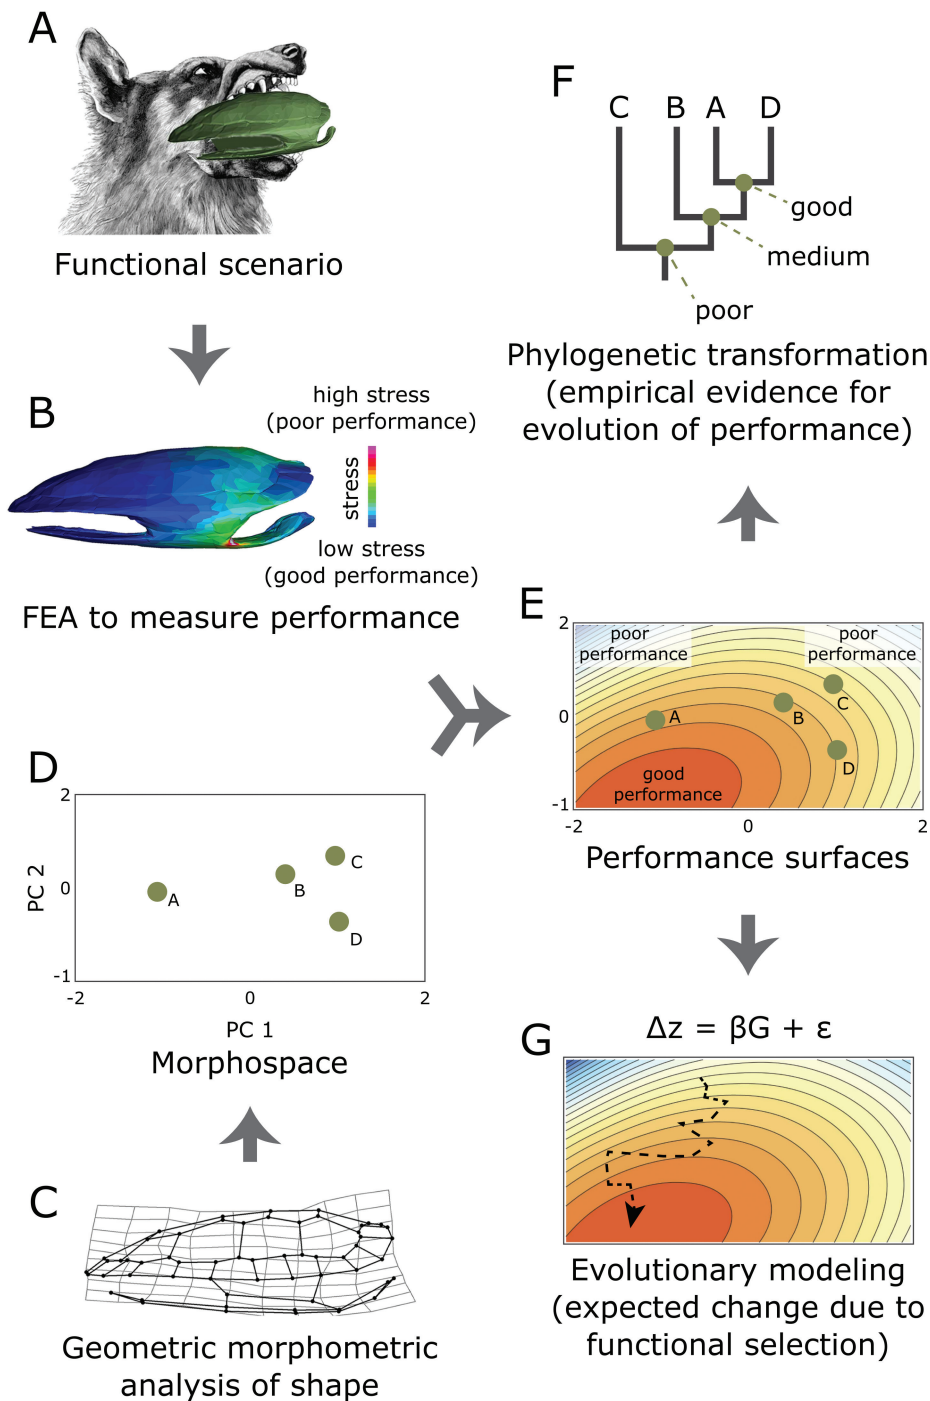 A
Functional scenario
B
high stress
(poor performance)
stress
low stress
(good performance)
FEA to measure performance
D
2
0
-1
PC 2
A
B
C
D
-2
0
2
PC 1
Morphospace
C
Geometric morphometric
analysis of shape
F
C B A D
good
medium
poor
Phylogenetic transformation
(empirical evidence for
evolution of performance)
E
2
0
-1
poor
performance
poor
performance
A
B
C
D
good
performance
-2
0
2
Performance surfaces
Δz = βG + ε
G
Evolutionary modeling
(expected change due to
functional selection)